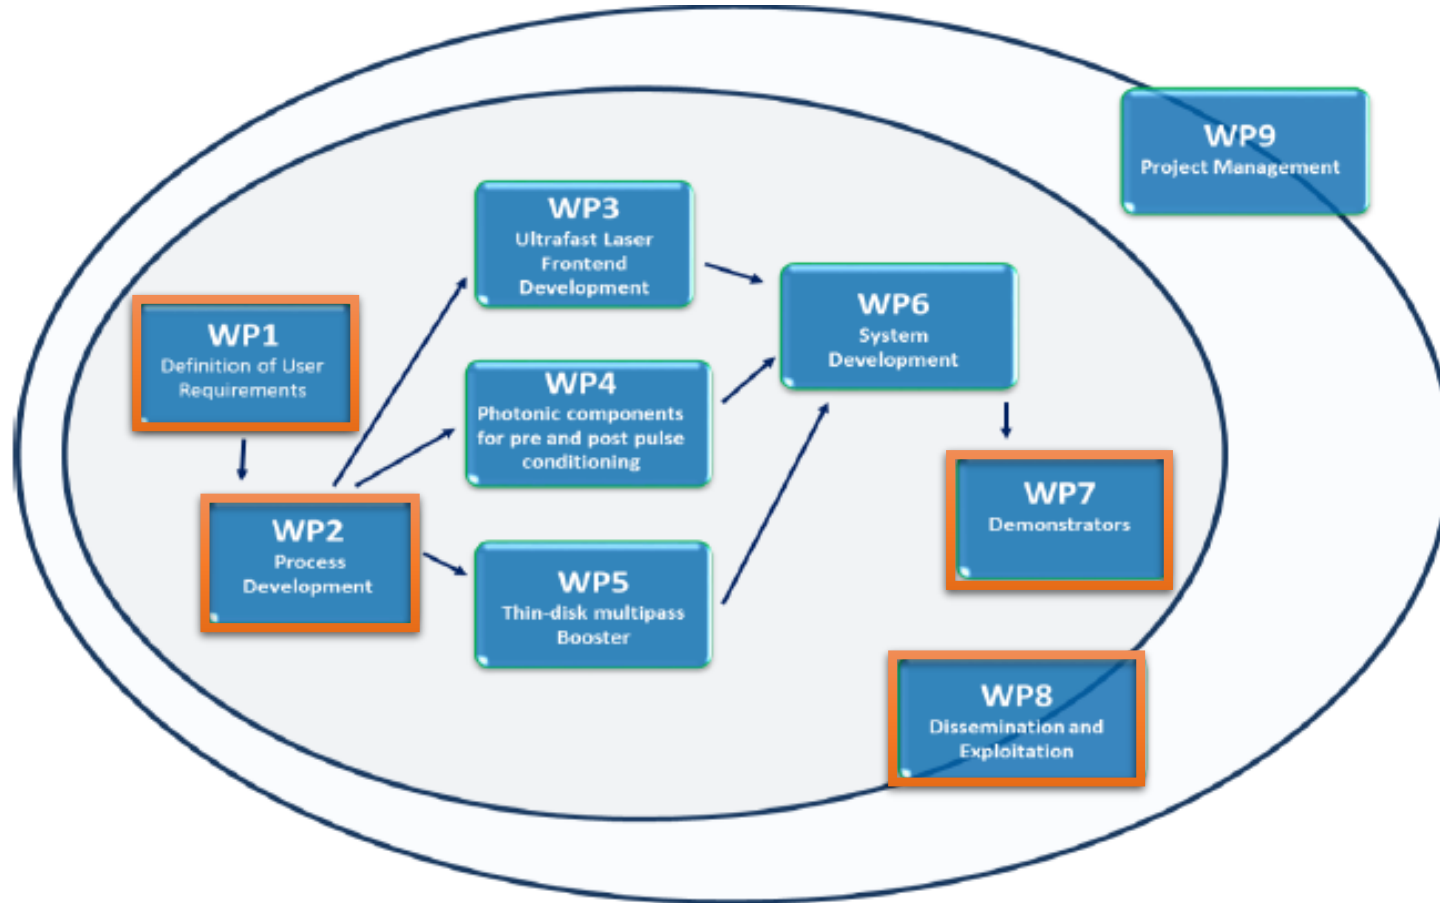 WP9
Project Management
WP3
Ultrafast Laser
Frontend
Development
WP6
System
Development
WP1
Definition of User
Requirements
WP4
Photonic components
for pre and post pulse
conditioning
WP7
Demonstrators
WP2
Process
Development
WP5
Thin-disk multipass
Booster
WP8
Dissemination and
Exploitation